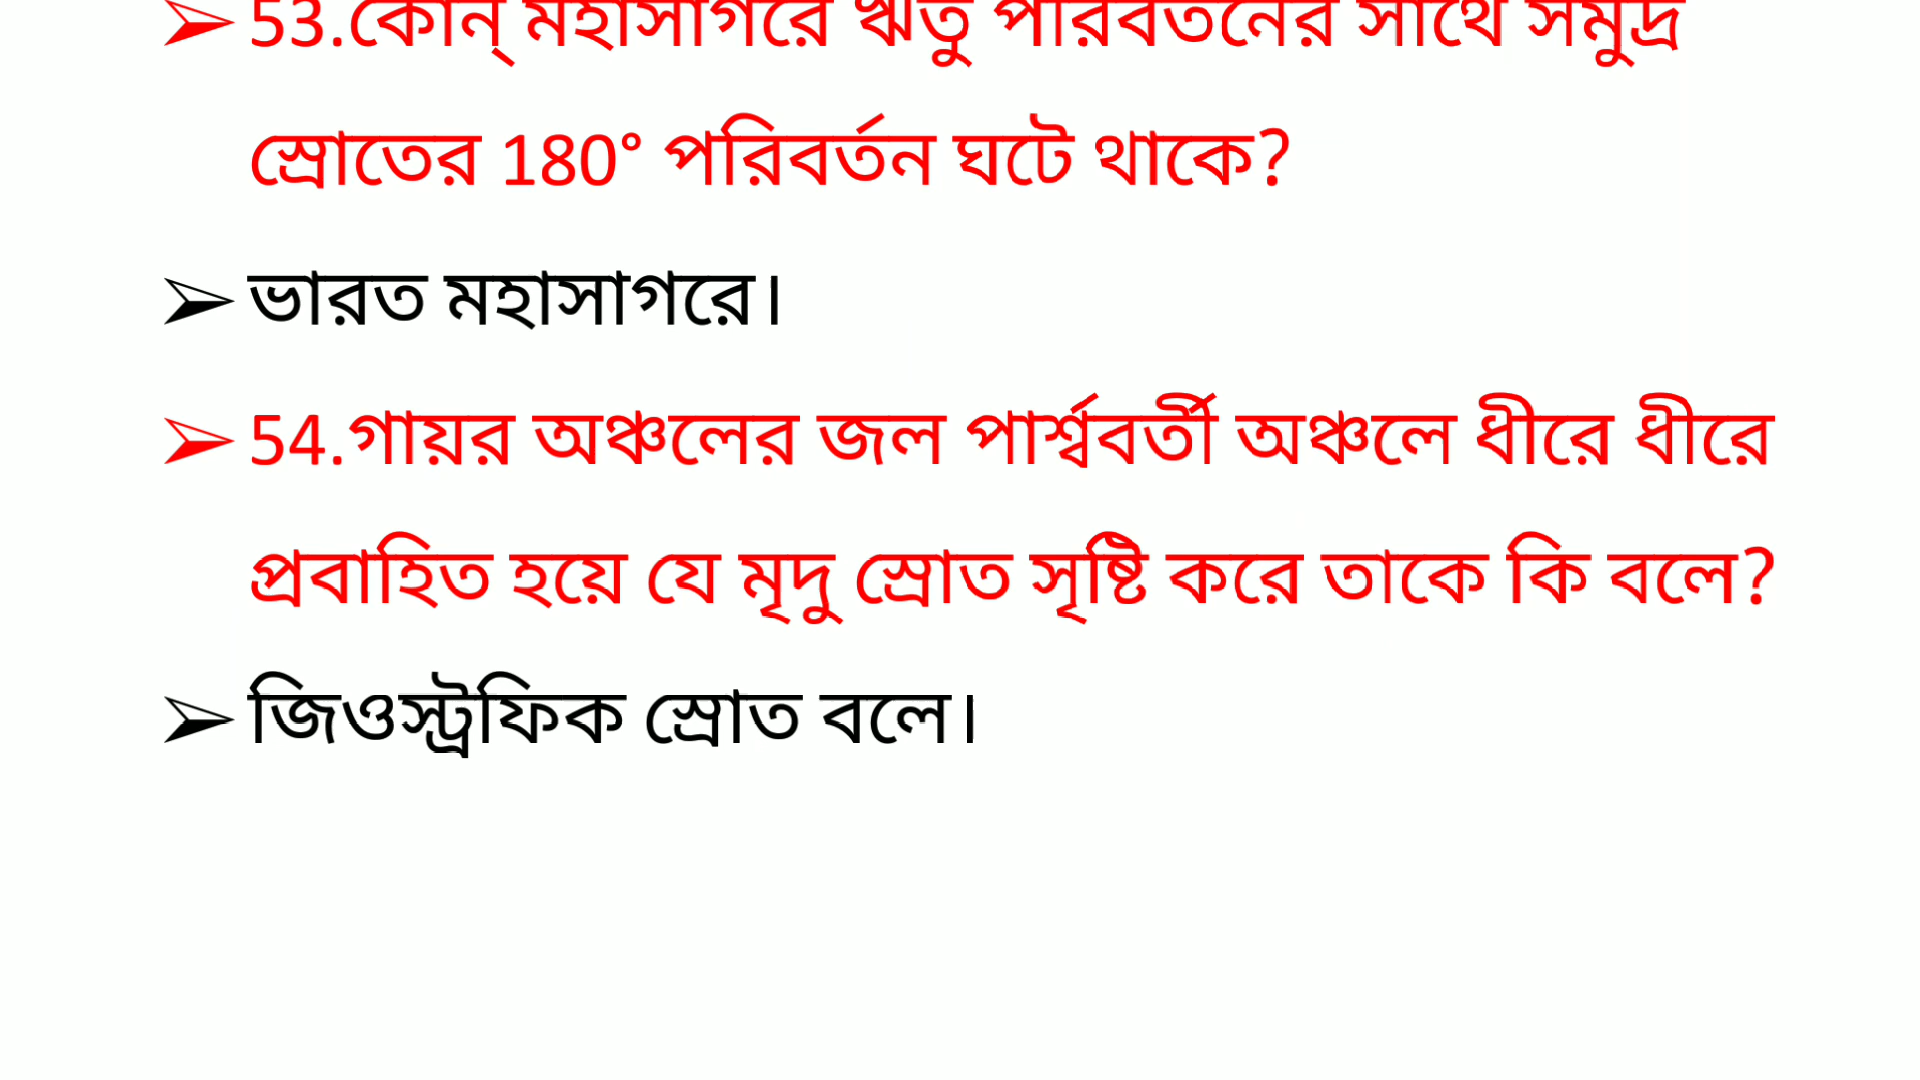 ➢ 53.কোন্ মহাসাগরে ঋতু পরিবর্তনের সাথে সমুদ্র
স্রোতের 180° পরিবর্তন ঘটে থাকে?
➢ ভারত মহাসাগরে।
➢ 54.গায়র অঞ্চলের জল পার্শ্ববর্তী অঞ্চলে ধীরে ধীরে
প্রবাহিত হয়ে যে মৃদু স্রোত সৃষ্টি করে তাকে কি বলে?
➢ জিওস্ট্রফিক স্রোত বলে।